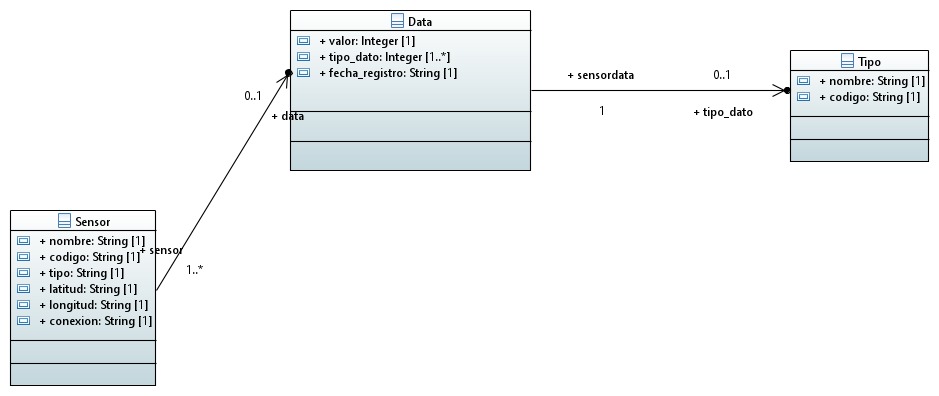 Data
+ valor: Integer [1]
+ tipo_dato: Integer [1..*]
+ fecha_registro: String [1]
0..1
+ data
+ sensordata
0..1
1
+ tipo_dato
Tipo
+ nombre: String [1]
+ codigo: String [1]
Sensor
+ nombre: String [1]
+ codigo: String [1]
+ tipo: String [1]
+ latitud: String [1]
+ longitud: String [1]
+ conexion: String [1]
+ sensor
1..*